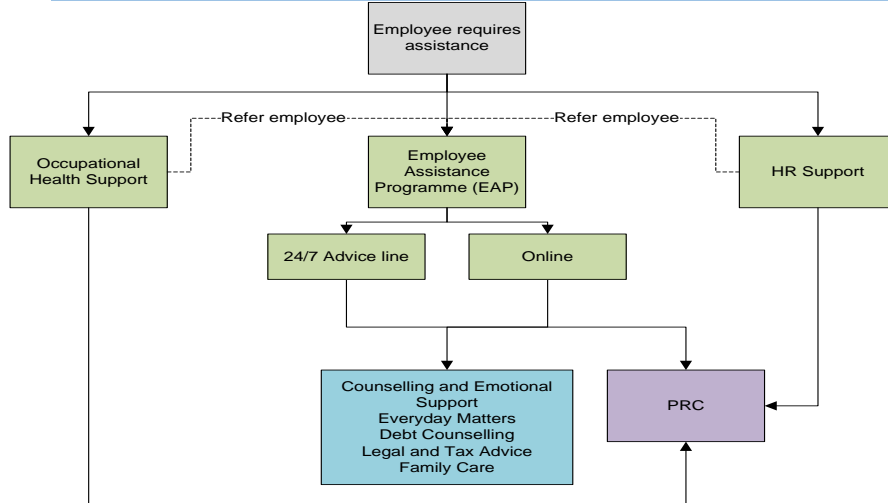 Employee requires
assistance
Refer employee
Refer employee
Occupational
Health Support
Employee
Assistance
Programme (EAP)
HR Support
24/7 Advice line
Online
Counselling and Emotional
Support
Everyday Matters
Debt Counselling
Legal and Tax Advice
Family Care
PRC